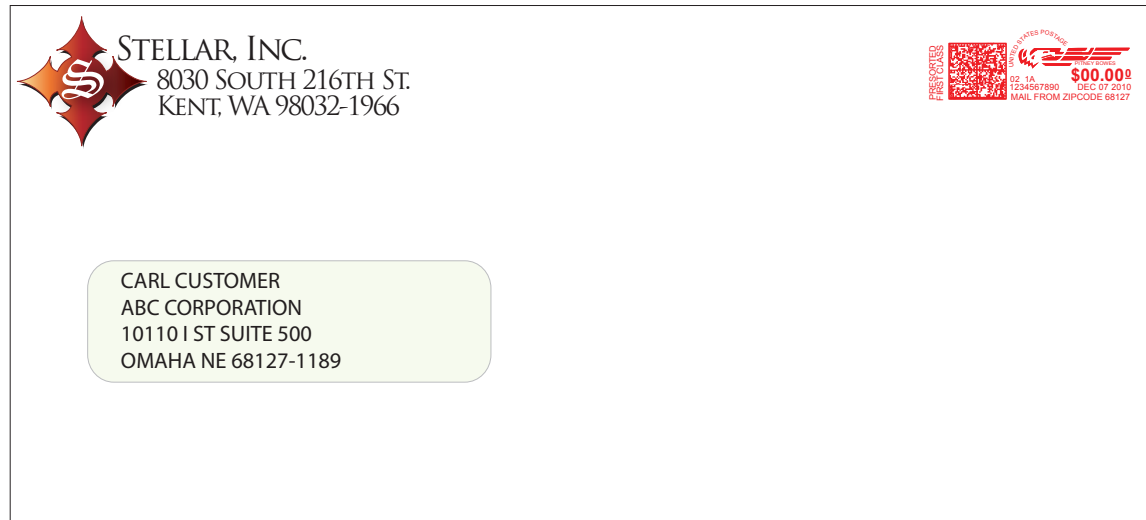 S
STELLAR, INC.
8030 SOUTH 216TH ST.
KENT, WA 98032-1966
PRESORTED
FIRST CLASS
UNITED STATES POSTAGE
PITNEY BOWES
02 1A $00.00⁰
1234567890 DEC 07 2010
MAIL FROM ZIPCODE 68127
CARL CUSTOMER
ABC CORPORATION
10110 I ST SUITE 500
OMAHA NE 68127-1189